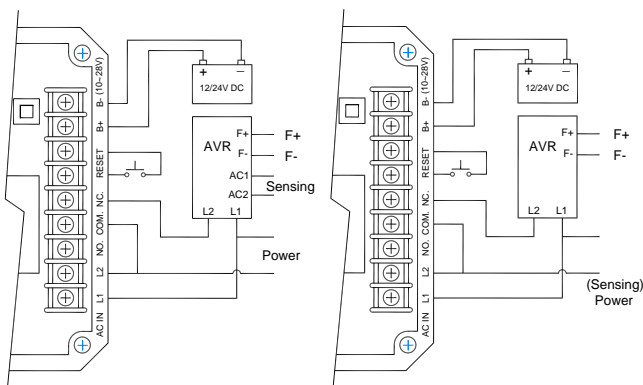 B- (10~28V)
B+
RESET
NC.
COM.
NO.
L2
L1
AC IN
+ −
12/24V DC
AVR
F+
F-
AC1
AC2
L2 L1
F+
F-
Sensing
Power
B- (10~28V)
B+
RESET
NC.
COM.
NO.
L2
L1
AC IN
+ −
12/24V DC
AVR
F+
F-
L2 L1
F+
F-
(Sensing)
Power